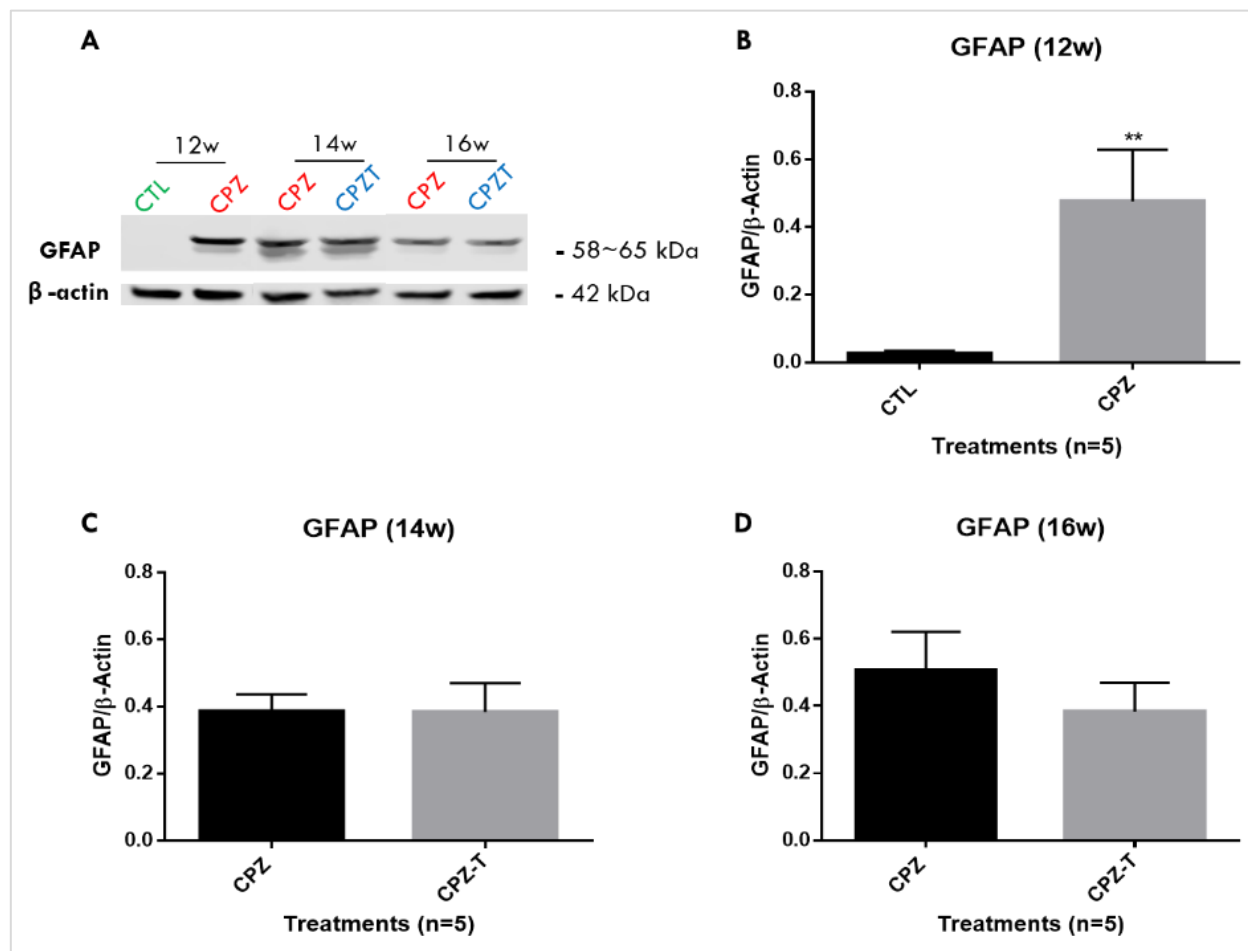 A
12w 14w 16w
CTL CPZ CPZ CPZT CPZ CPZT
GFAP - 58~65 kDa
β-actin - 42 kDa
B
GFAP (12w)
GFAP/β-Actin
0.8
0.6
0.4
0.2
0.0
**
CTL CPZ
Treatments (n=5)
C
GFAP (14w)
GFAP/β-Actin
0.8
0.6
0.4
0.2
0.0
CPZ CPZ-T
Treatments (n=5)
D
GFAP (16w)
GFAP/β-Actin
0.8
0.6
0.4
0.2
0.0
CPZ CPZ-T
Treatments (n=5)